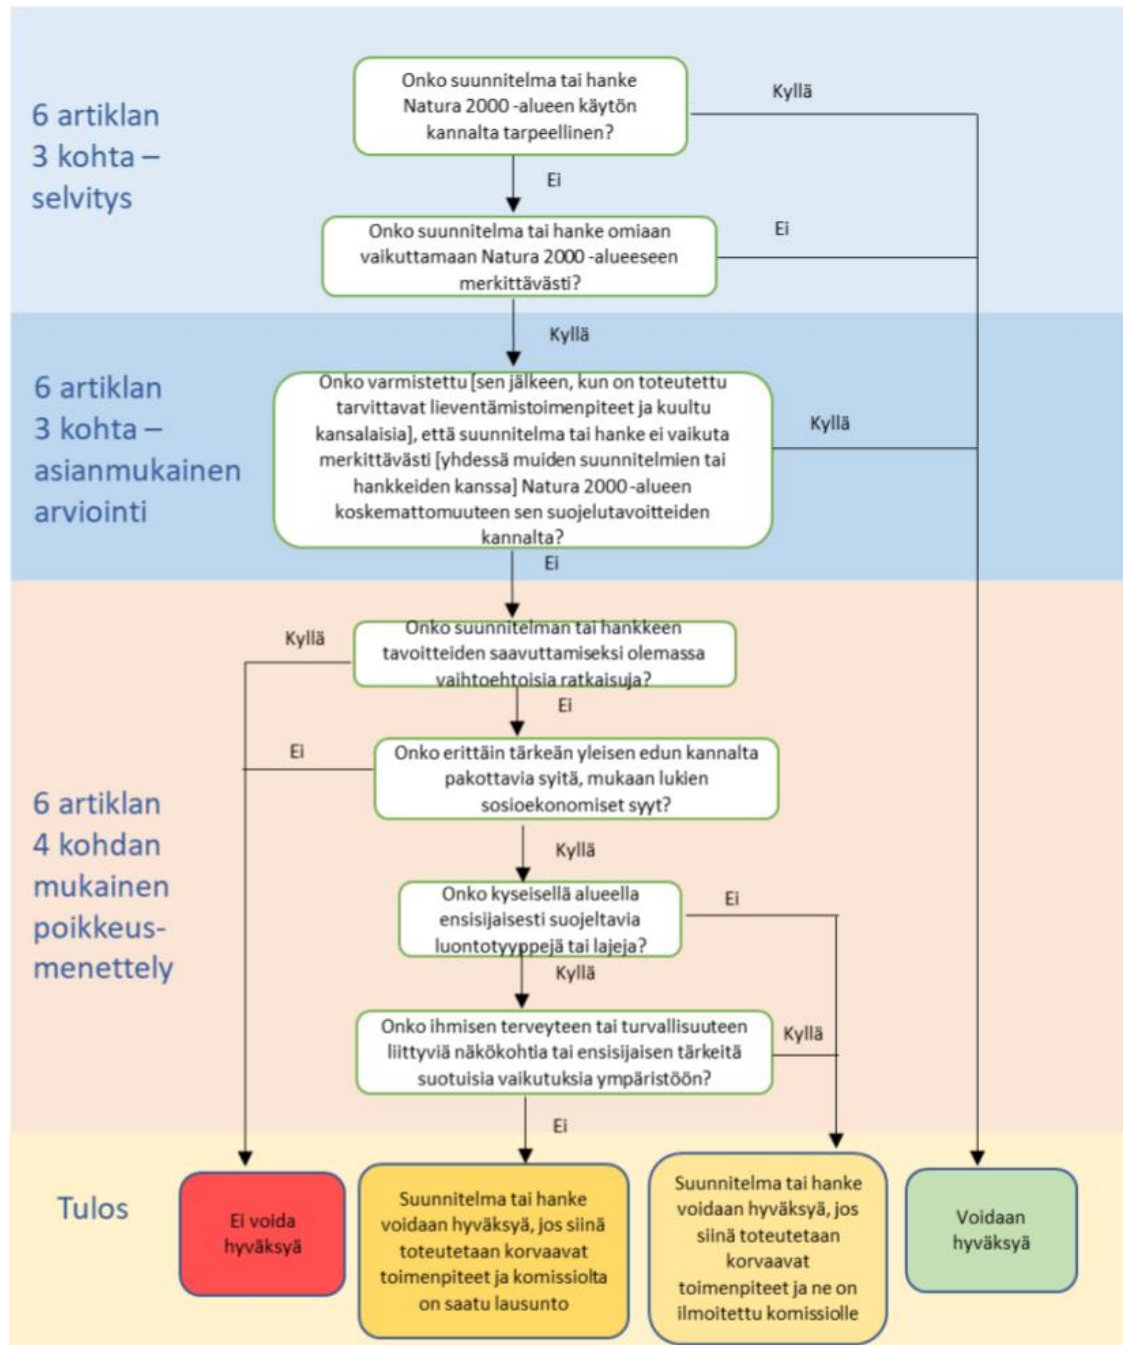 6 artiklan
3 kohta –
selvitys
Onko suunnitelma tai hanke
Natura 2000 -alueen käytön
kannalta tarpeellinen?
Kyllä
Ei
Onko suunnitelma tai hanke omiaan
vaikuttamaan Natura 2000 -alueeseen
merkittävästi?
Ei
Kyllä
6 artiklan
3 kohta –
asianmukainen
arviointi
Onko varmistettu [sen jälkeen, kun on toteutettu
tarvittavat lieventämistoimenpiteet ja kuultu
kansalaisia], että suunnitelma tai hanke ei vaikuta
merkittävästi [yhdessä muiden suunnitelmien tai
hankkeiden kanssa] Natura 2000 -alueen
koskemattomuuteen sen suojelutavoitteiden
kannalta?
Kyllä
Ei
6 artiklan
4 kohdan
mukainen
poikkeus-
menettely
Onko suunnitelman tai hankkeen
tavoitteiden saavuttamiseksi olemassa
vaihtoehtoisia ratkaisuja?
Kyllä
Ei
Onko erittäin tärkeän yleisen edun kannalta
pakottavia syitä, mukaan lukien
sosioekonomiset syyt?
Ei
Kyllä
Onko kyseisellä alueella
ensisijaisesti suojeltavia
luontotyyppejä tai lajeja?
Ei
Kyllä
Onko ihmisen terveyteen tai turvallisuuteen
liittyviä näkökohtia tai ensisijaisen tärkeitä
suotuisia vaikutuksia ympäristöön?
Kyllä
Ei
Tulos
Ei voida
hyväksyä
Suunnitelma tai hanke
voidaan hyväksyä, jos siinä
toteutetaan korvaavat
toimenpiteet ja komissiolta
on saatu lausunto
Suunnitelma tai hanke
voidaan hyväksyä, jos
siinä toteutetaan
korvaavat
toimenpiteet ja ne on
ilmoitettu komissiolle
Voidaan
hyväksyä